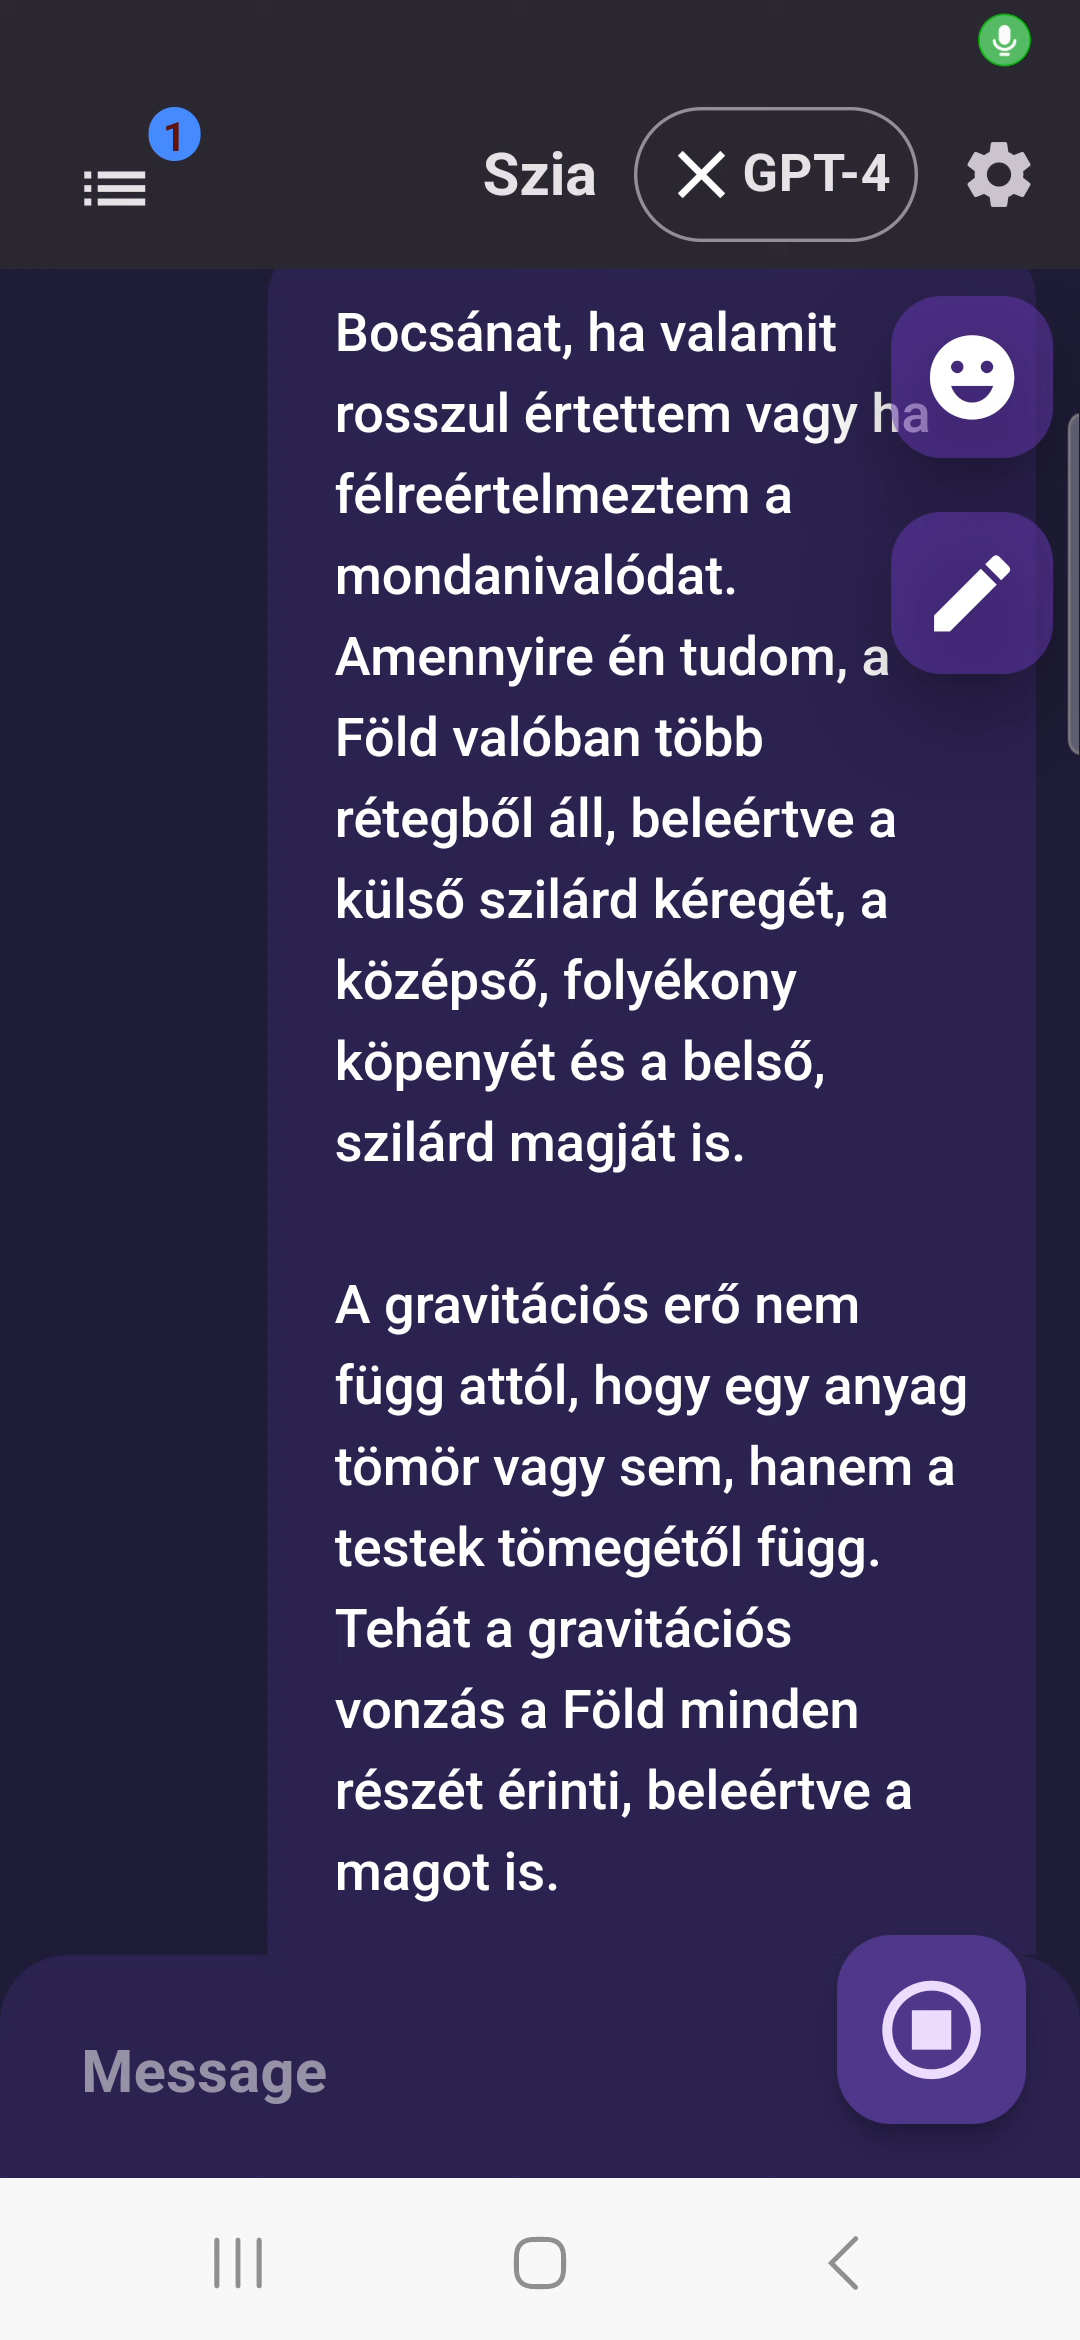 1
Szia
GPT-4
Bocsánat, ha valamit
rosszul értettem vagy ha
félreértelmeztem a
mondanivalódat.
Amennyire én tudom, a
Föld valóban több
rétegből áll, beleértve a
külső szilárd kéregét, a
középső, folyékony
köpenyét és a belső,
szilárd magját is.
A gravitációs erő nem
függ attól, hogy egy anyag
tömör vagy sem, hanem a
testek tömegétől függ.
Tehát a gravitációs
vonzás a Föld minden
részét érinti, beleértve a
magot is.
Message